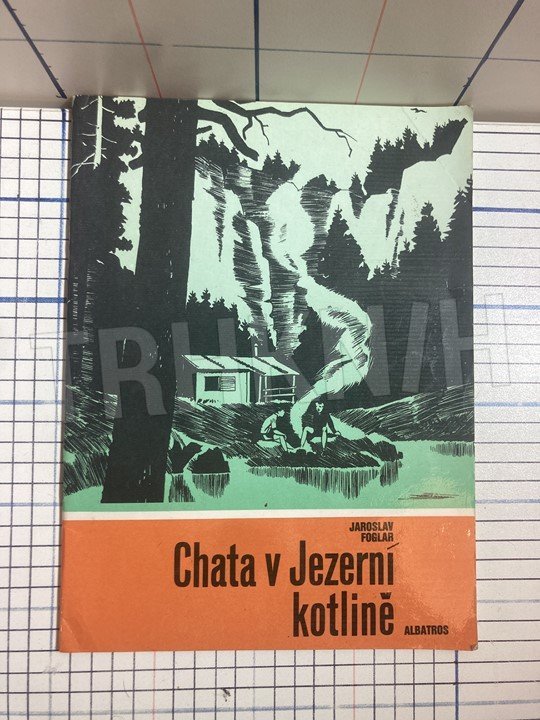 JAROSLAV
FOGLAR
Chata v Jezerní
kotlině
ALBATROS